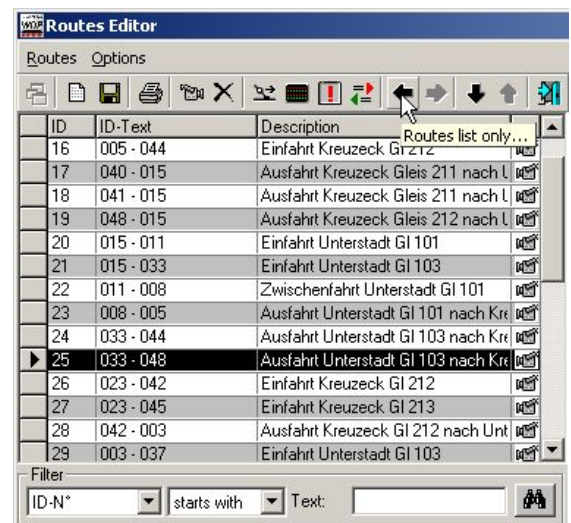 WDP Routes Editor
Routes Options
Routes list only...
ID ID-Text Description
16 005 - 044 Einfahrt Kreuzeck Gl 212
17 040 - 015 Ausfahrt Kreuzeck Gleis 211 nach U
18 041 - 015 Ausfahrt Kreuzeck Gleis 211 nach U
19 048 - 015 Ausfahrt Kreuzeck Gleis 212 nach U
20 015 - 011 Einfahrt Unterstadt Gl 101
21 015 - 033 Einfahrt Unterstadt Gl 103
22 011 - 008 Zwischenfahrt Unterstadt Gl 101
23 008 - 005 Ausfahrt Unterstadt Gl 101 nach Kre
24 033 - 044 Ausfahrt Unterstadt Gl 103 nach Kre
25 033 - 048 Ausfahrt Unterstadt Gl 103 nach Kre
26 023 - 042 Einfahrt Kreuzeck Gl 212
27 023 - 045 Einfahrt Kreuzeck Gl 213
28 042 - 003 Ausfahrt Kreuzeck Gl 212 nach Unt
29 003 - 037 Einfahrt Unterstadt Gl 103
Filter
ID-N° starts with Text: